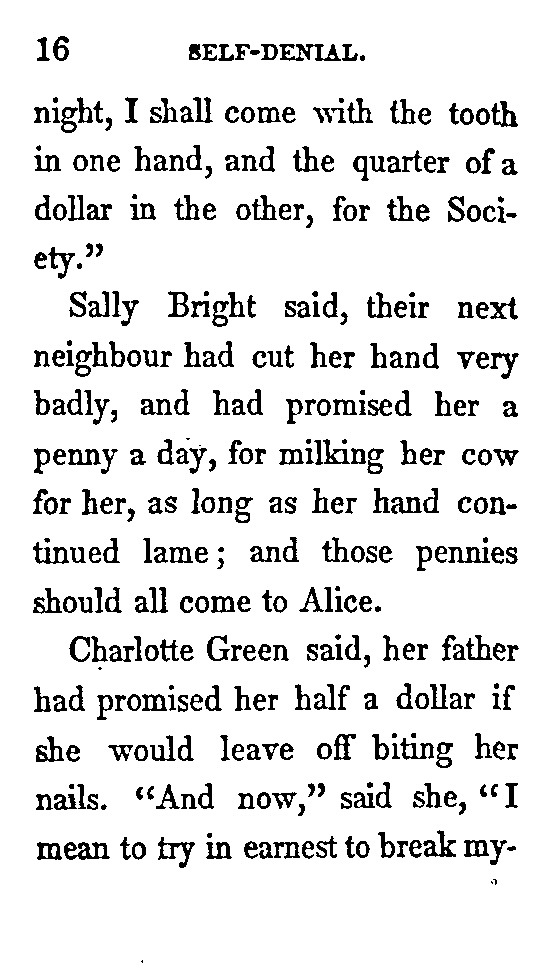 16 SELF-DENIAL.
night, I shall come with the tooth
in one hand, and the quarter of a
dollar in the other, for the Soci-
ety.”
Sally Bright said, their next
neighbour had cut her hand very
badly, and had promised her a
penny a day, for milking her cow
for her, as long as her hand con-
tinued lame; and those pennies
should all come to Alice.
Charlotte Green said, her father
had promised her half a dollar if
she would leave off biting her
nails. “And now,” said she, “I
mean to try in earnest to break my-